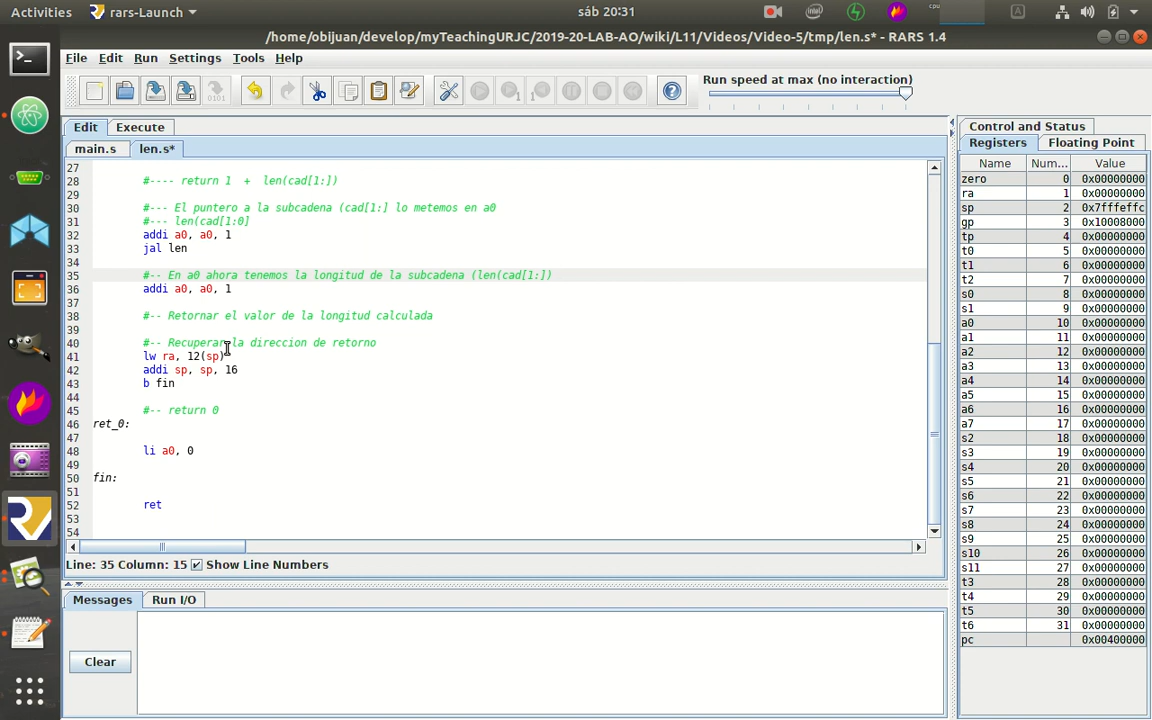 Activities
rars-Launch
sáb 20:31
cpu
A
/home/obijuan/develop/myTeachingURJC/2019-20-LAB-AO/wiki/L11/Videos/Video-5/tmp/len.s* - RARS 1.4
File Edit Run Settings Tools Help
Run speed at max (no interaction)
Edit Execute
main.s len.s*
27
28 #---- return 1 + len(cad[1:])
29
30 #--- El puntero a la subcadena (cad[1:] lo metemos en a0
31 #--- len(cad[1:0]
32 addi a0, a0, 1
33 jal len
34
35 #-- En a0 ahora tenemos la longitud de la subcadena (len(cad[1:])
36 addi a0, a0, 1
37
38 #-- Retornar el valor de la longitud calculada
39
40 #-- Recuperar la direccion de retorno
41 lw ra, 12(sp)
42 addi sp, sp, 16
43 b fin
44
45 #-- return 0
46 ret_0:
47
48 li a0, 0
49
50 fin:
51
52 ret
53
54
Line: 35 Column: 15 Show Line Numbers
Messages Run I/O
Clear
Control and Status
Registers Floating Point
Name Num... Value
zero 0 0x00000000
ra 1 0x00000000
sp 2 0x7fffeffc
gp 3 0x10008000
tp 4 0x00000000
t0 5 0x00000000
t1 6 0x00000000
t2 7 0x00000000
s0 8 0x00000000
s1 9 0x00000000
a0 10 0x00000000
a1 11 0x00000000
a2 12 0x00000000
a3 13 0x00000000
a4 14 0x00000000
a5 15 0x00000000
a6 16 0x00000000
a7 17 0x00000000
s2 18 0x00000000
s3 19 0x00000000
s4 20 0x00000000
s5 21 0x00000000
s6 22 0x00000000
s7 23 0x00000000
s8 24 0x00000000
s9 25 0x00000000
s10 26 0x00000000
s11 27 0x00000000
t3 28 0x00000000
t4 29 0x00000000
t5 30 0x00000000
t6 31 0x00000000
pc 0x00400000